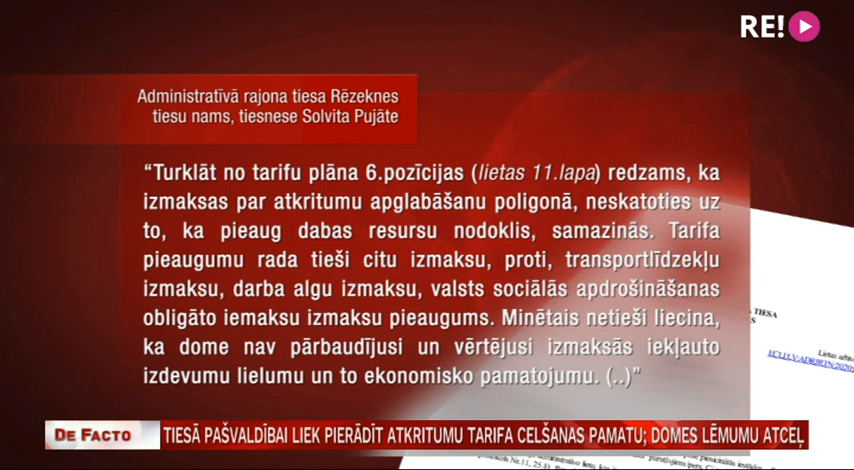 RE!
Administratīvā rajona tiesa Rēzeknes
tiesu nams, tiesnese Solvita Pujāte
“Turklāt no tarifu plāna 6.pozīcijas (lietas 11.lapa) redzams, ka
izmaksas par atkritumu apglabāšanu poligonā, neskatoties uz
to, ka pieaug dabas resursu nodoklis, samazinās. Tarifa
pieaugumu rada tieši citu izmaksu, proti, transportlīdzekļu
izmaksu, darba algu izmaksu, valsts sociālās apdrošināšanas
obligāto iemaksu izmaksu pieaugums. Minētais netieši liecina,
ka dome nav pārbaudījusi un vērtējusi izmaksās iekļauto
izdevumu lielumu un to ekonomisko pamatojumu. (..)”
TIESA
Lietas
DE FACTO
TIESĀ PAŠVALDĪBAI LIEK PIERĀDĪT ATKRITUMU TARIFA CELŠANAS PAMATU; DOMES LĒMUMU ATCEĻ